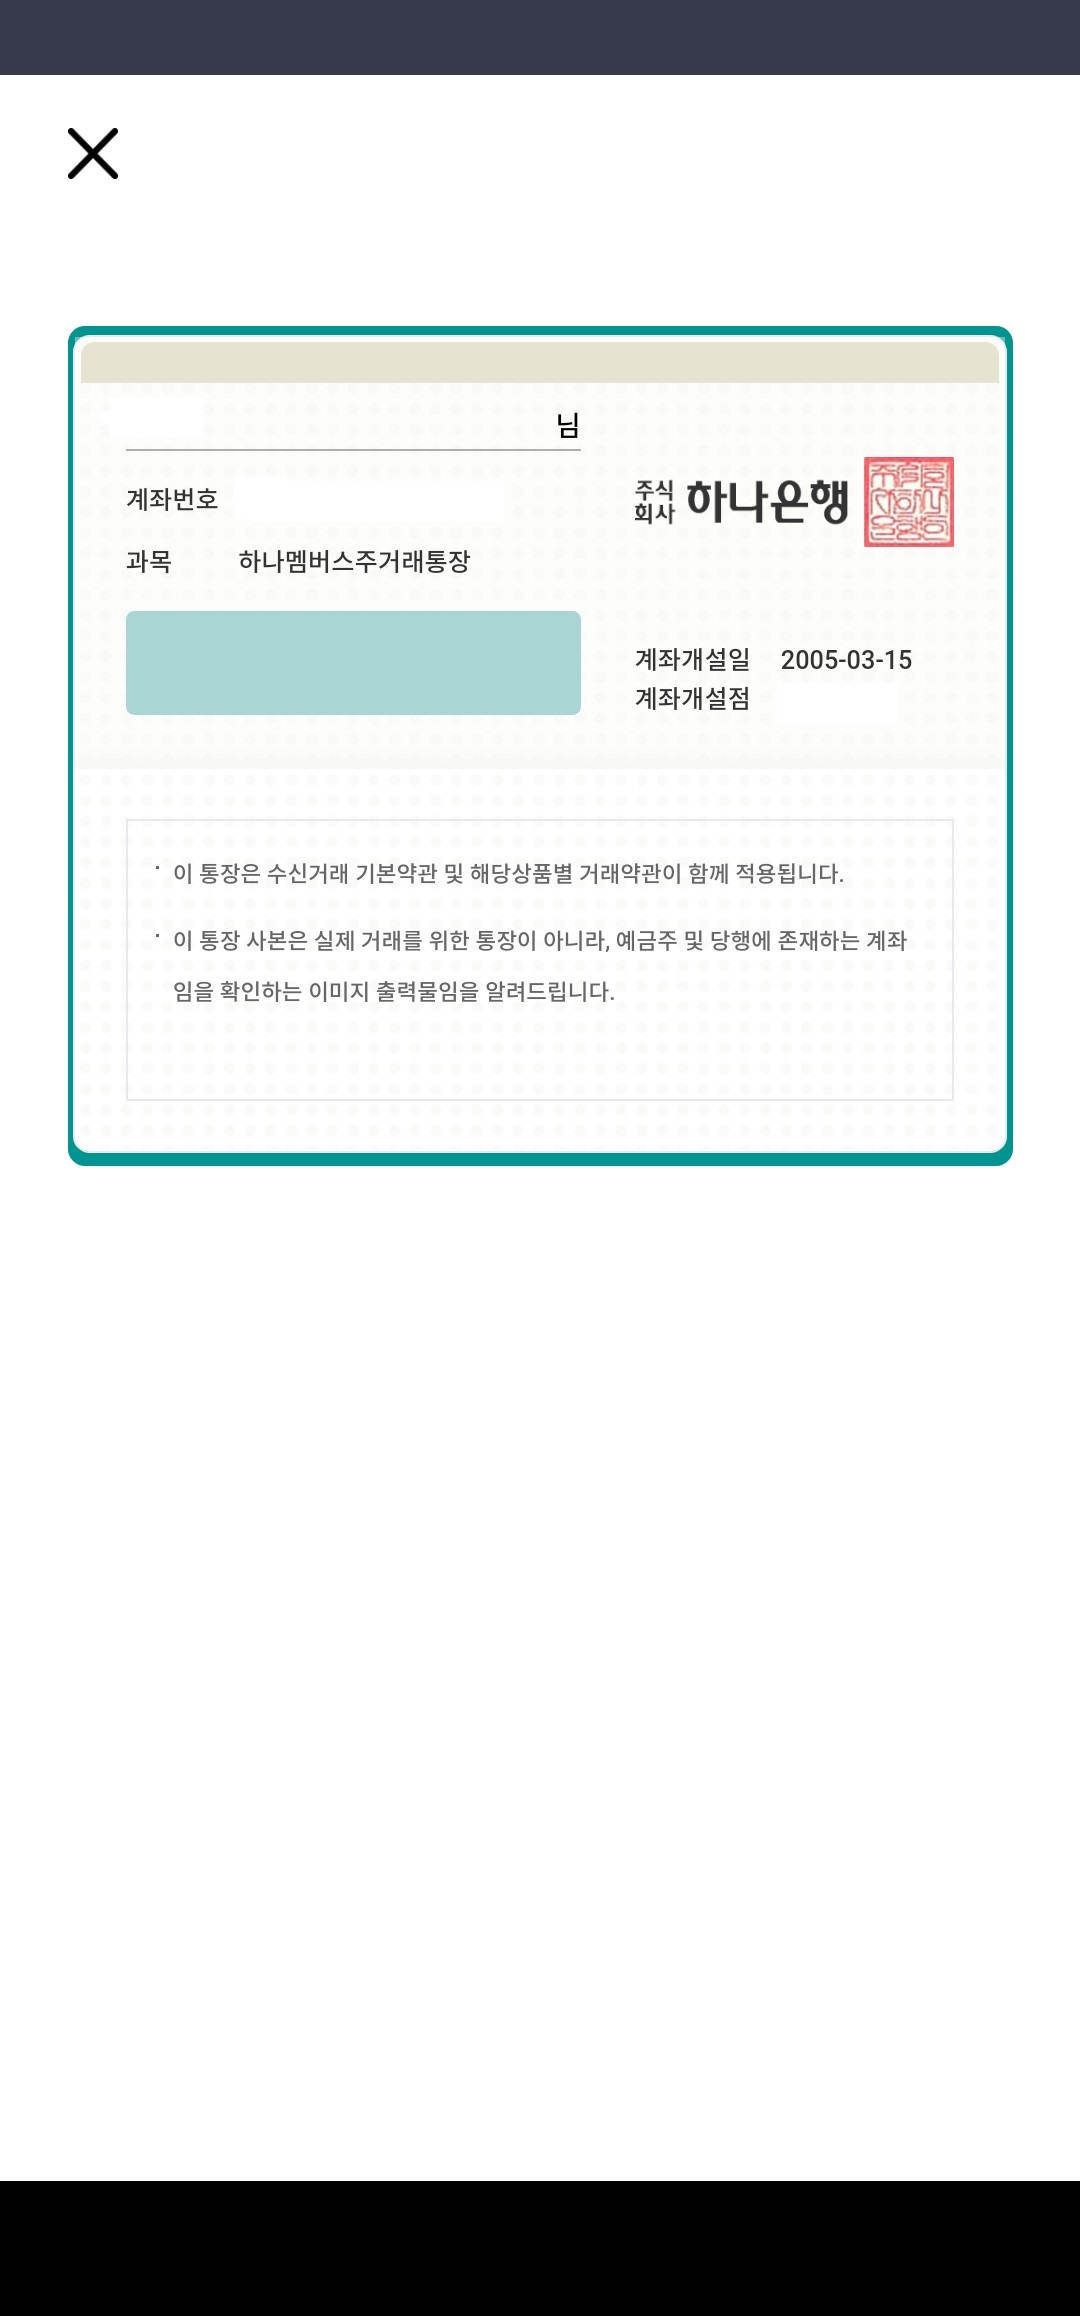 님
계좌번호
과목 하나멤버스주거래통장
주식회사 하나은행
계좌개설일 2005-03-15
계좌개설점
· 이 통장은 수신거래 기본약관 및 해당상품별 거래약관이 함께 적용됩니다.
· 이 통장 사본은 실제 거래를 위한 통장이 아니라, 예금주 및 당행에 존재하는 계좌
임을 확인하는 이미지 출력물임을 알려드립니다.